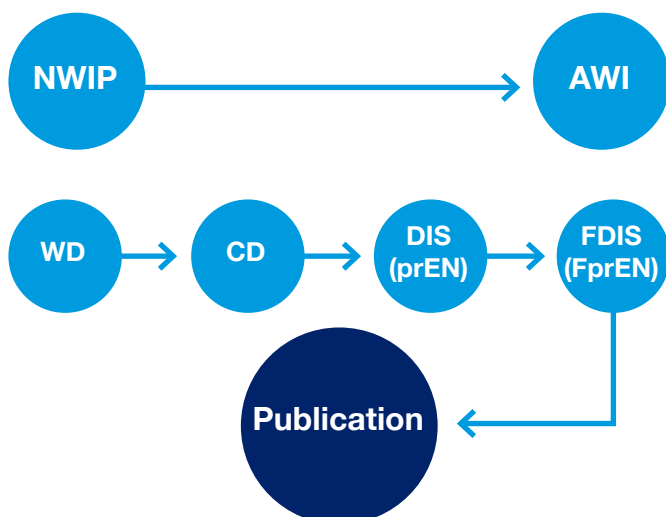 NWIP
AWI
WD
CD
DIS
(prEN)
FDIS
(FprEN)
Publication